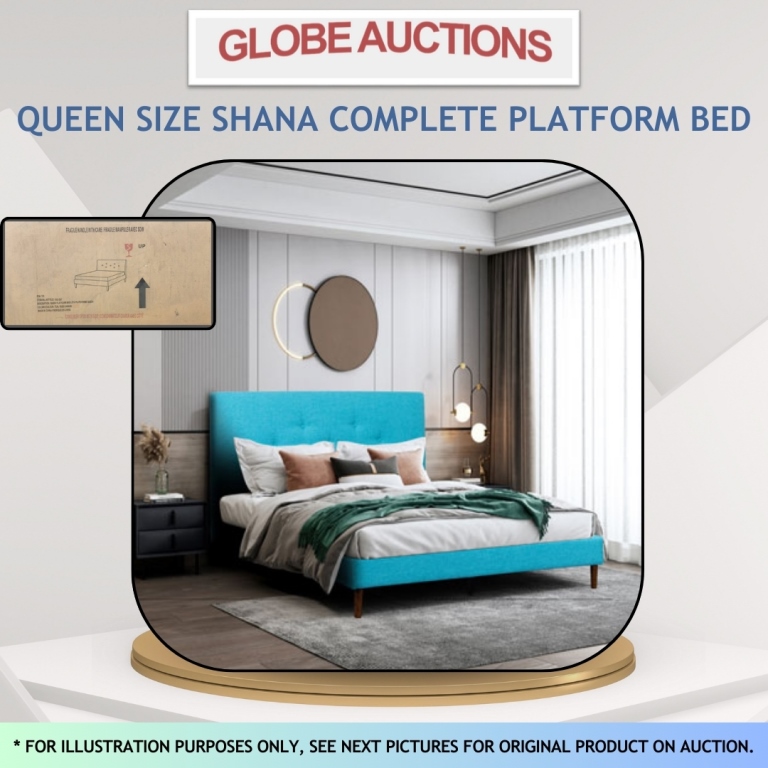 GLOBE AUCTIONS
QUEEN SIZE SHANA COMPLETE PLATFORM BED
UP
* FOR ILLUSTRATION PURPOSES ONLY, SEE NEXT PICTURES FOR ORIGINAL PRODUCT ON AUCTION.